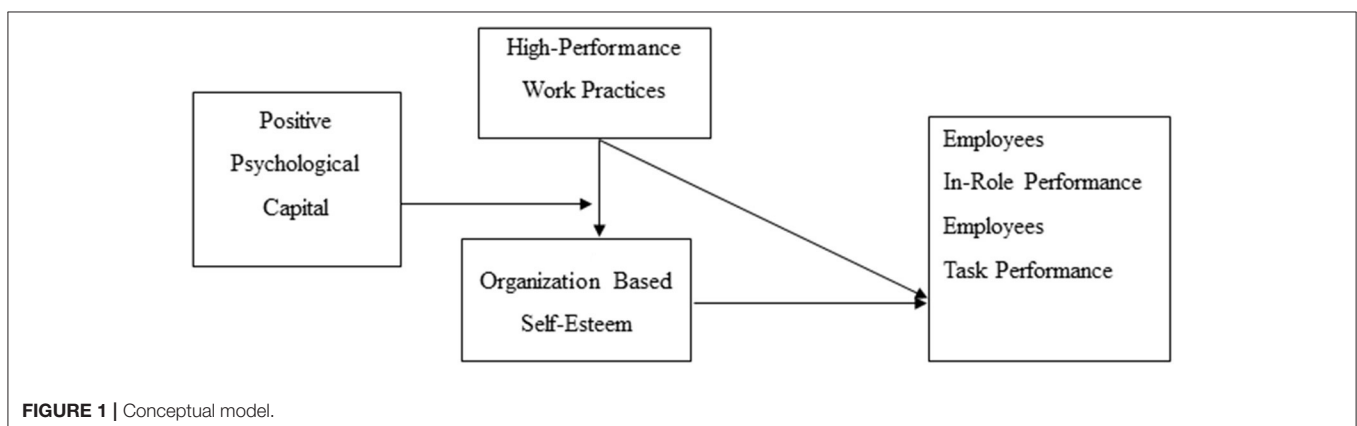 High-Performance
Work Practices
Positive
Psychological
Capital
Employees
In-Role Performance
Employees
Task Performance
Organization Based
Self-Esteem
FIGURE 1 | Conceptual model.